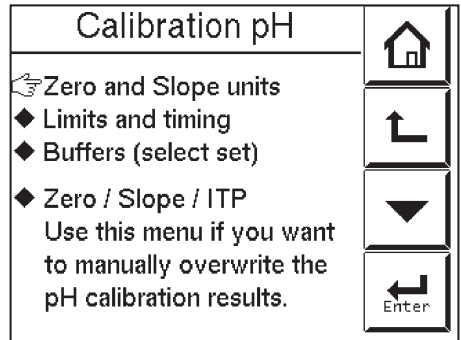 Calibration pH
Zero and Slope units
Limits and timing
Buffers (select set)
Zero / Slope / ITP
Use this menu if you want
to manually overwrite the
pH calibration results.
Enter